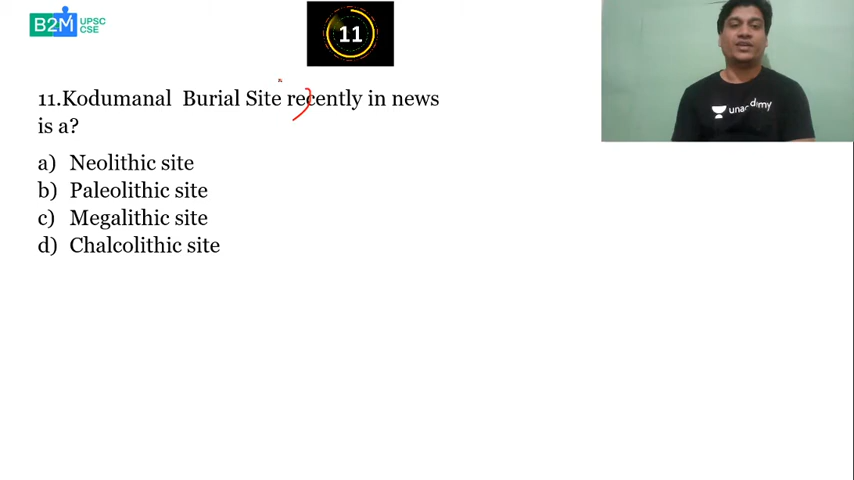 B2M UPSC
CSE
11
11.Kodumanal Burial Site recently in news
is a?
a) Neolithic site
b) Paleolithic site
c) Megalithic site
d) Chalcolithic site
unacademy